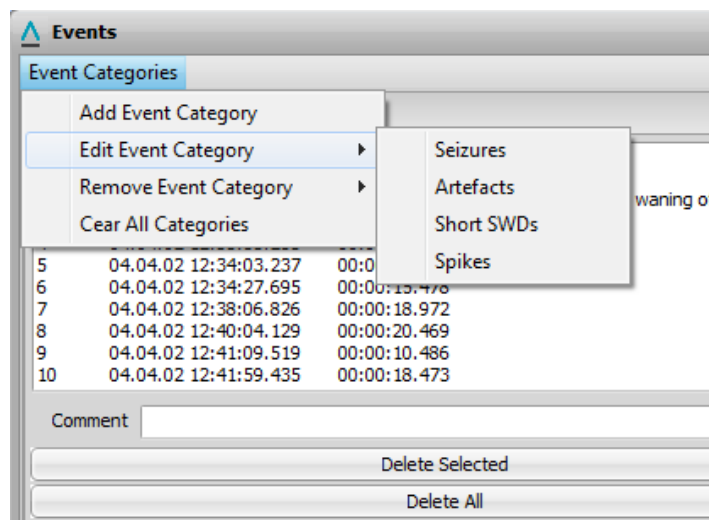 Events
Event Categories
Add Event Category
Edit Event Category
Seizures
Remove Event Category
Artefacts
waning
Cear All Categories
Short SWDs
Spikes
5 04.04.02 12:34:03.237 00:0
6 04.04.02 12:34:27.695 00:00:15.478
7 04.04.02 12:38:06.826 00:00:18.972
8 04.04.02 12:40:04.129 00:00:20.469
9 04.04.02 12:41:09.519 00:00:10.486
10 04.04.02 12:41:59.435 00:00:18.473
Comment
Delete Selected
Delete All